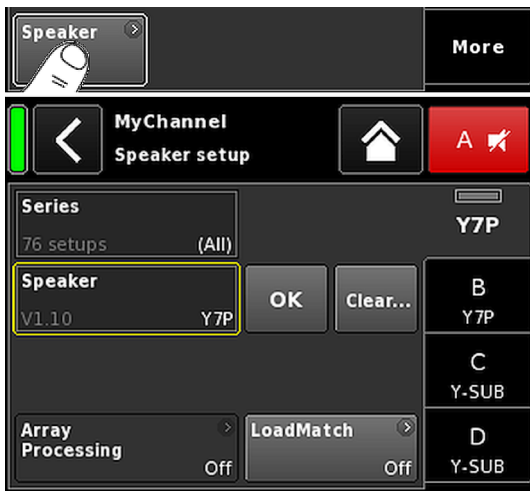 Speaker
More
MyChannel
Speaker setup
A
Series
76 setups (All)
Y7P
Speaker
V1.10 Y7P
OK
Clear...
B
Y7P
C
Y-SUB
Array
Processing
Off
LoadMatch
Off
D
Y-SUB